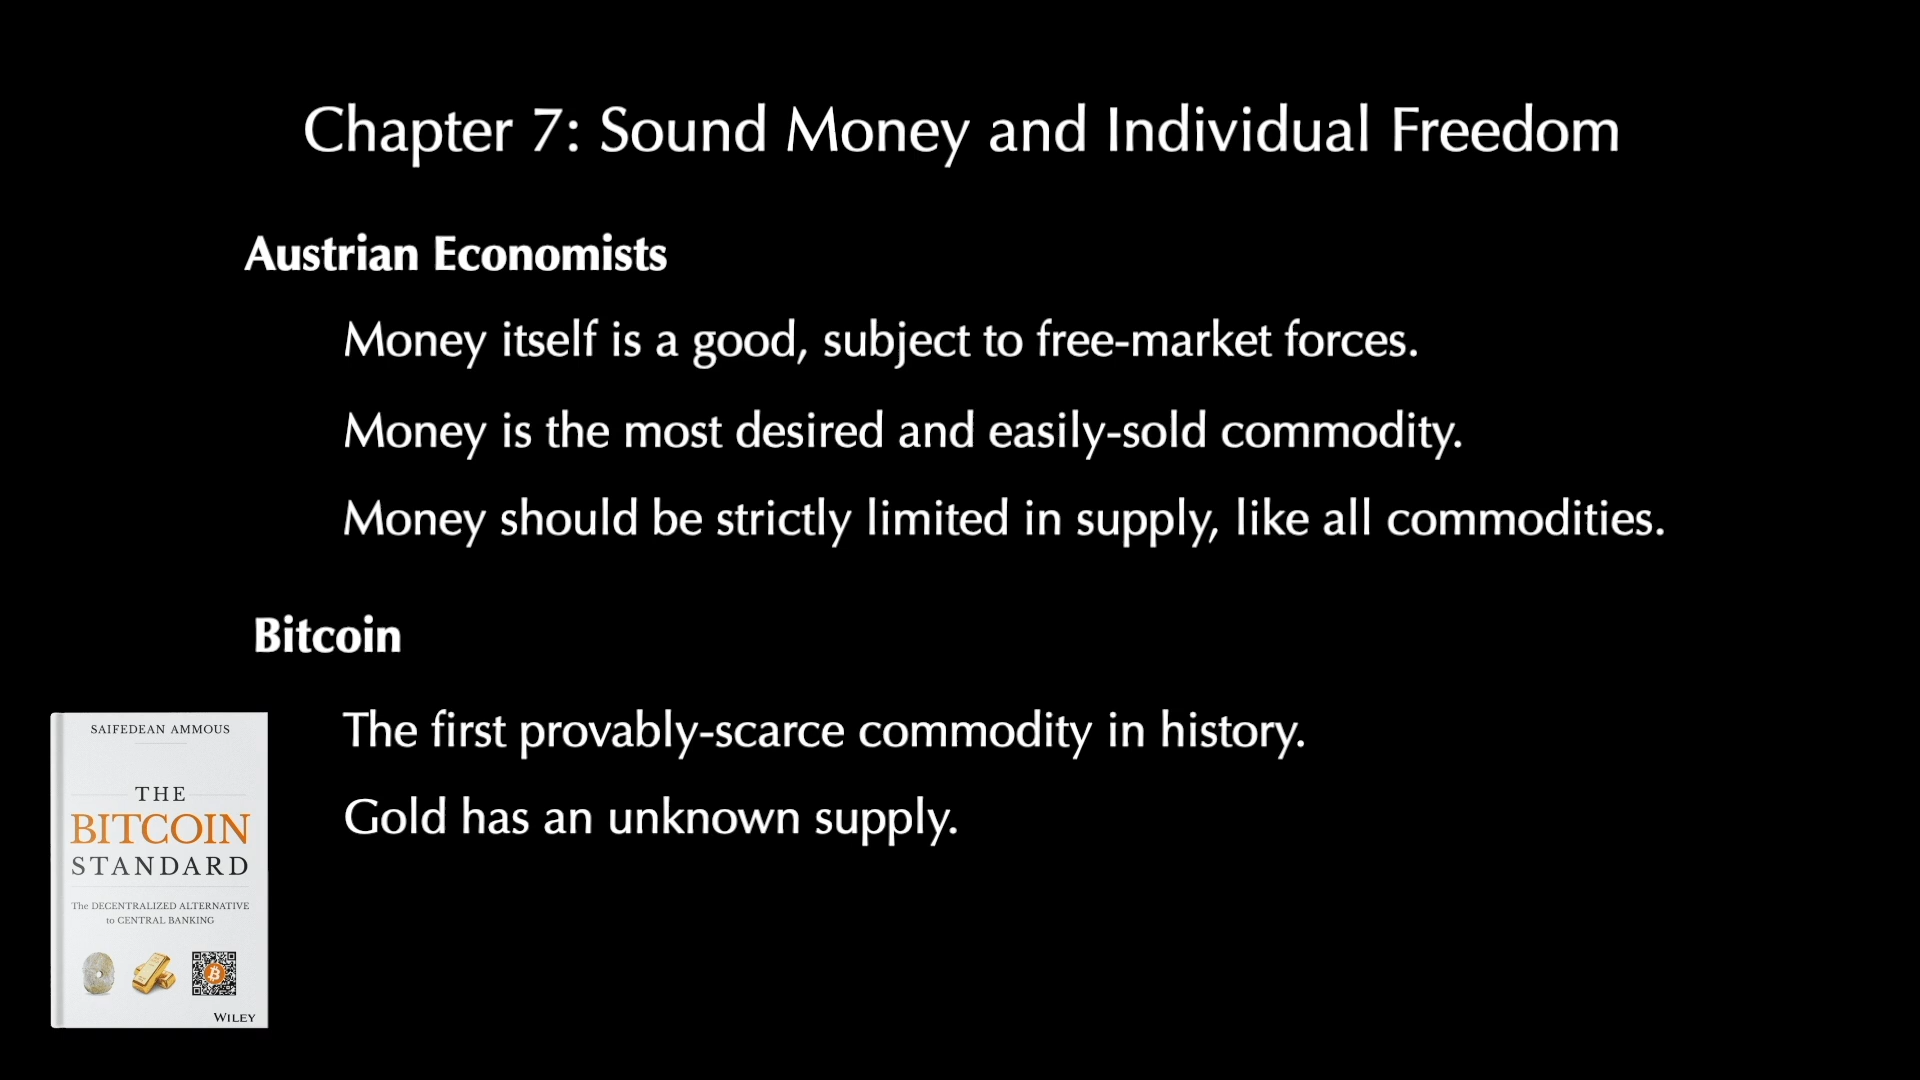 Chapter 7: Sound Money and Individual Freedom
Austrian Economists
Money itself is a good, subject to free-market forces.
Money is the most desired and easily-sold commodity.
Money should be strictly limited in supply, like all commodities.
Bitcoin
The first provably-scarce commodity in history.
Gold has an unknown supply.
SAIFEDEAN AMMOUS
THE
BITCOIN
STANDARD
The DECENTRALIZED ALTERNATIVE
to CENTRAL BANKING
WILEY